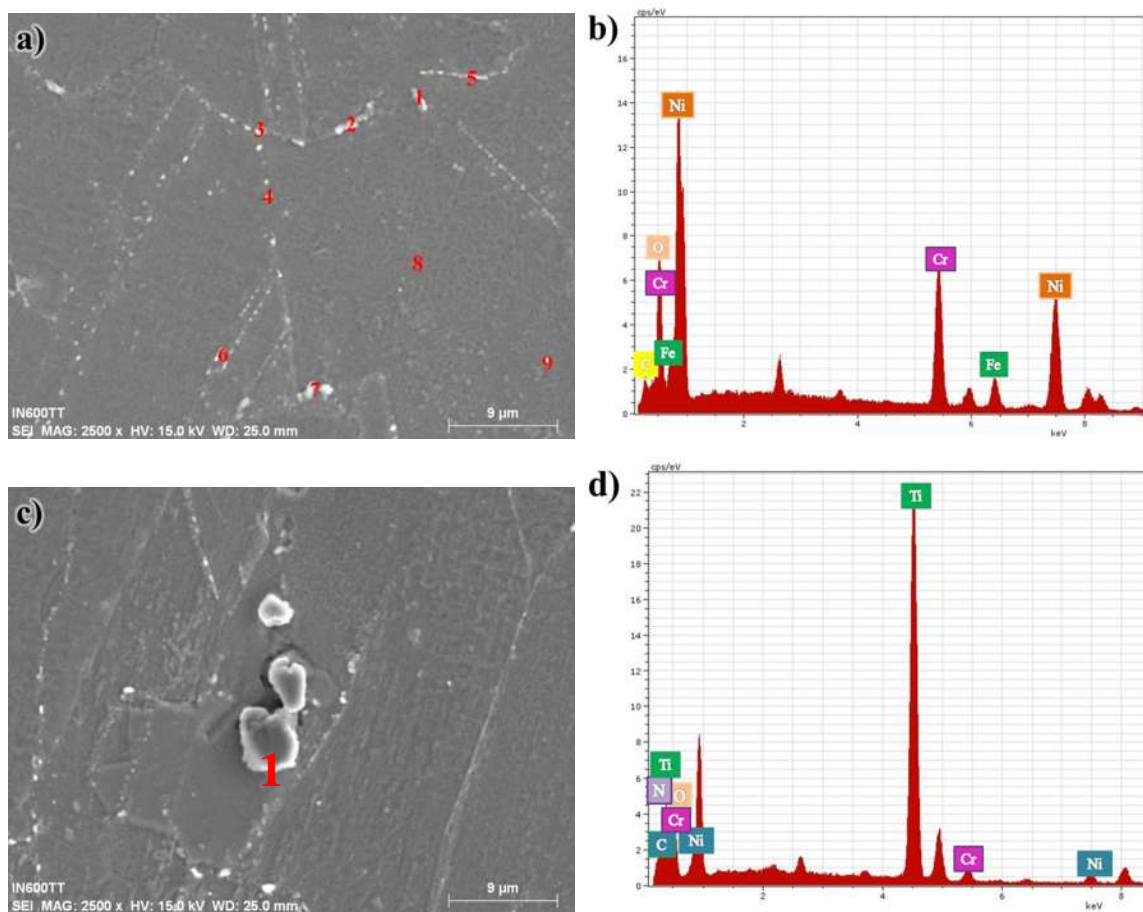 a)
5
1
3
2
4
8
6
9
7
IN600TT
9 µm
SEI MAG: 2500 x HV: 15.0 kV WD: 25.0 mm
b)
cps/eV
16
14
12
10
8
6
4
2
0
Ni
O
Cr
Fe
C
Cr
Fe
Ni
2
4
6
8
keV
c)
1
IN600TT
9 µm
SEI MAG: 2500 x HV: 15.0 kV WD: 25.0 mm
d)
cps/eV
22
20
18
16
14
12
10
8
6
4
2
0
Ti
Ti
N
O
Cr
C
Ni
Cr
Ni
2
4
6
8
keV